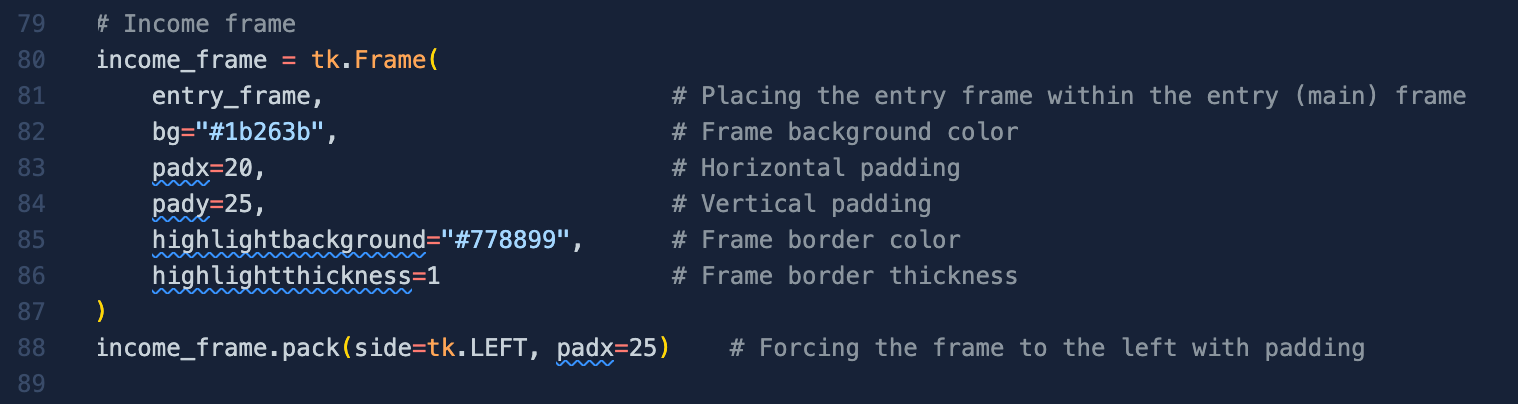 79 # Income frame
80 income_frame = tk.Frame(
81     entry_frame,                        # Placing the entry frame within the entry (main) frame
82     bg="#1b263b",                       # Frame background color
83     padx=20,                            # Horizontal padding
84     pady=25,                            # Vertical padding
85     highlightbackground="#778899",      # Frame border color
86     highlightthickness=1                # Frame border thickness
87 )
88 income_frame.pack(side=tk.LEFT, padx=25)    # Forcing the frame to the left with padding
89